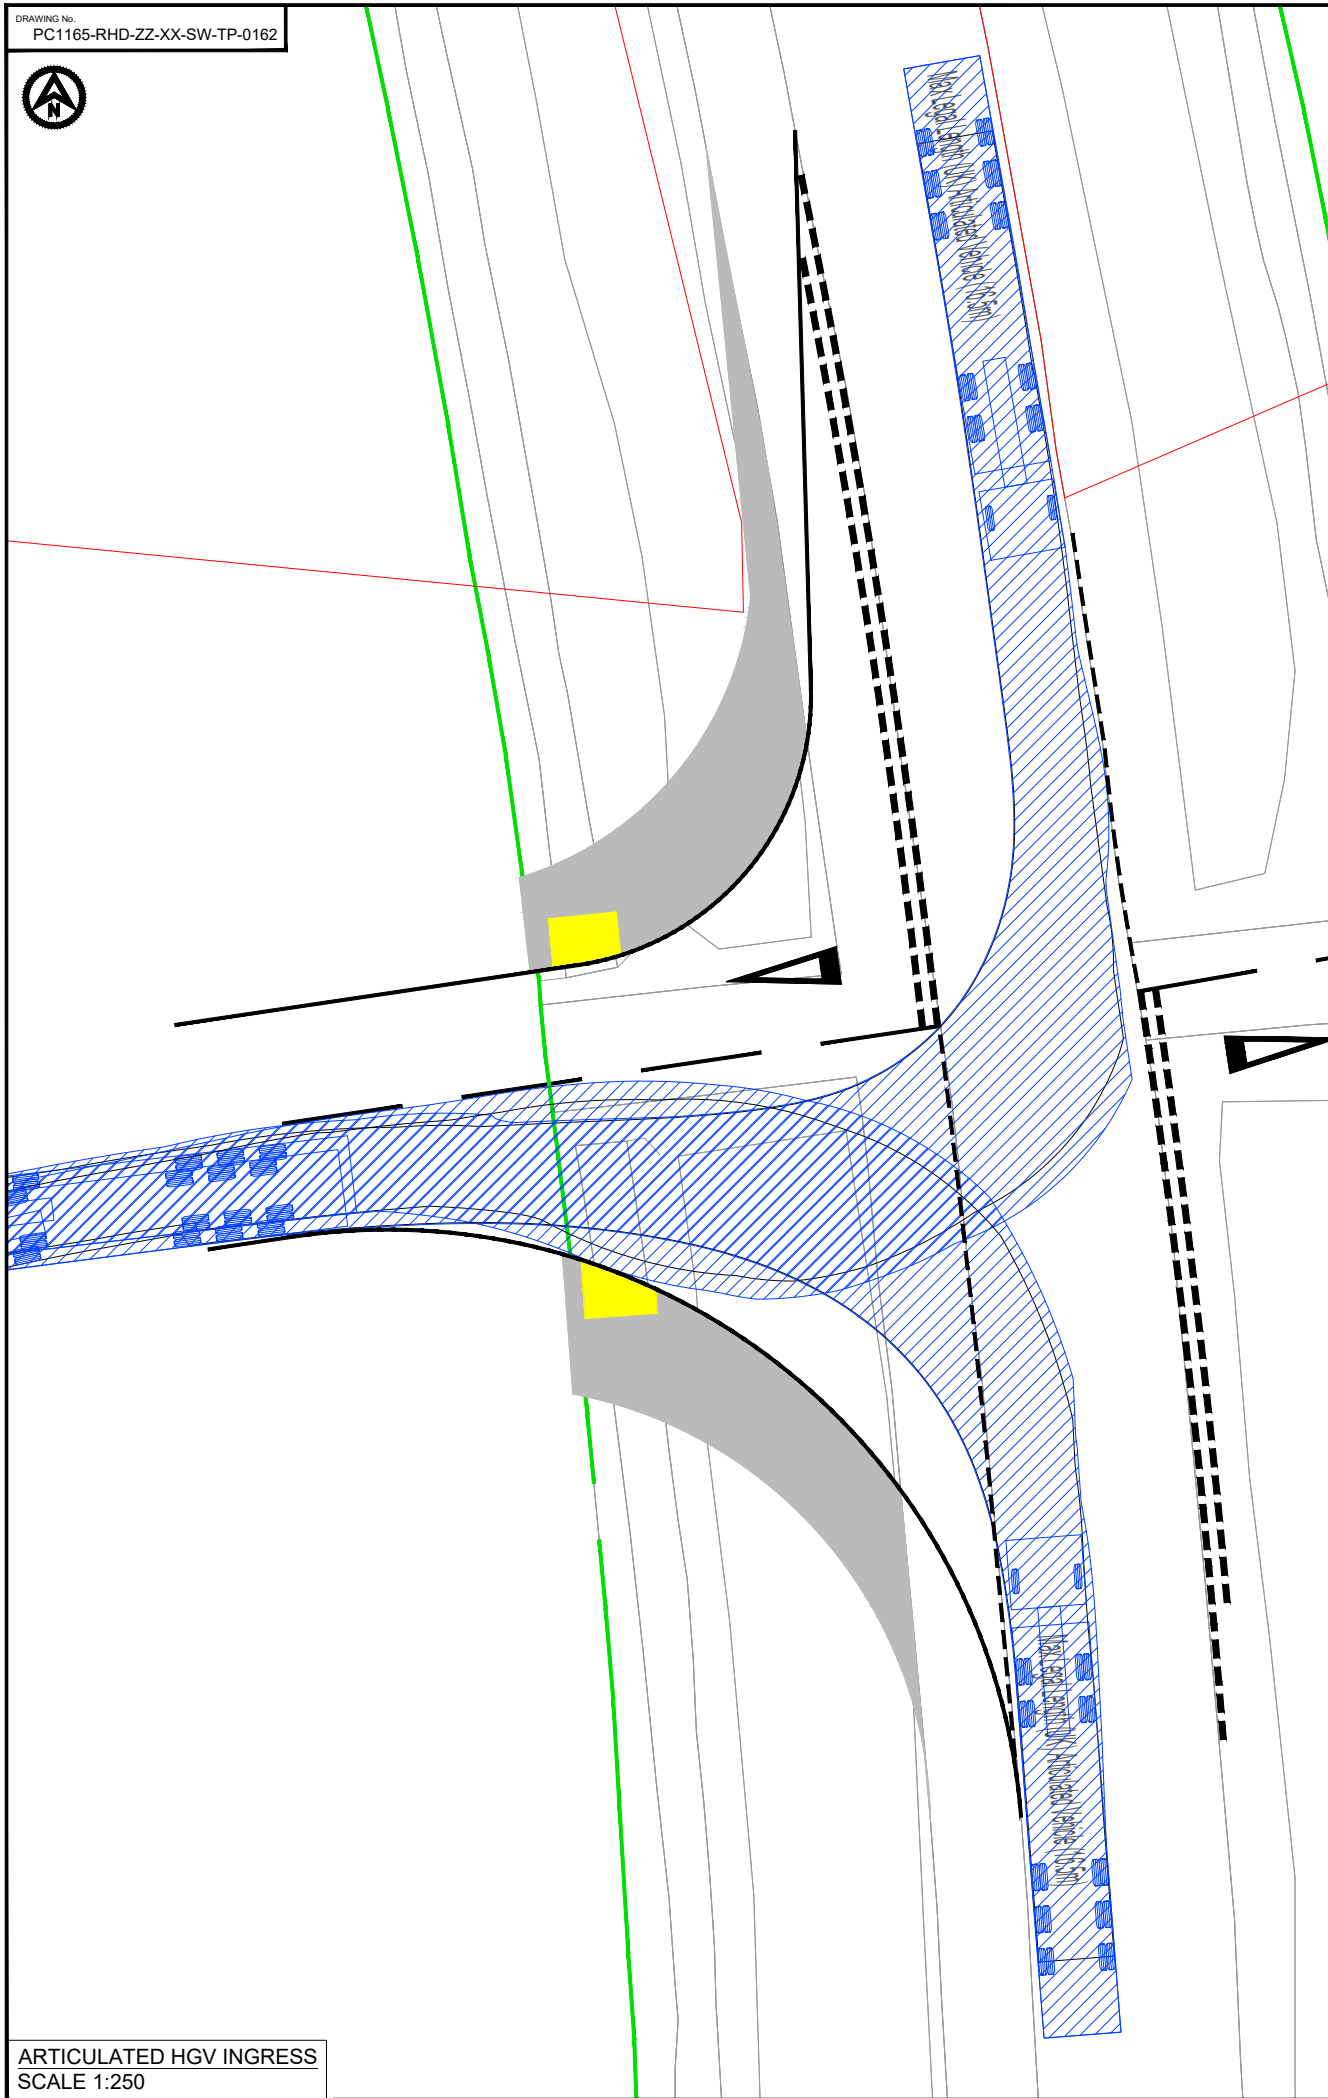 DRAWING No.
PC1165-RHD-ZZ-XX-SW-TP-0162
N
Max Legal Length (UK) Articulated Vehicle (16.5m)
Max Legal Length (UK) Articulated Vehicle (16.5m)
ARTICULATED HGV INGRESS
SCALE 1:250